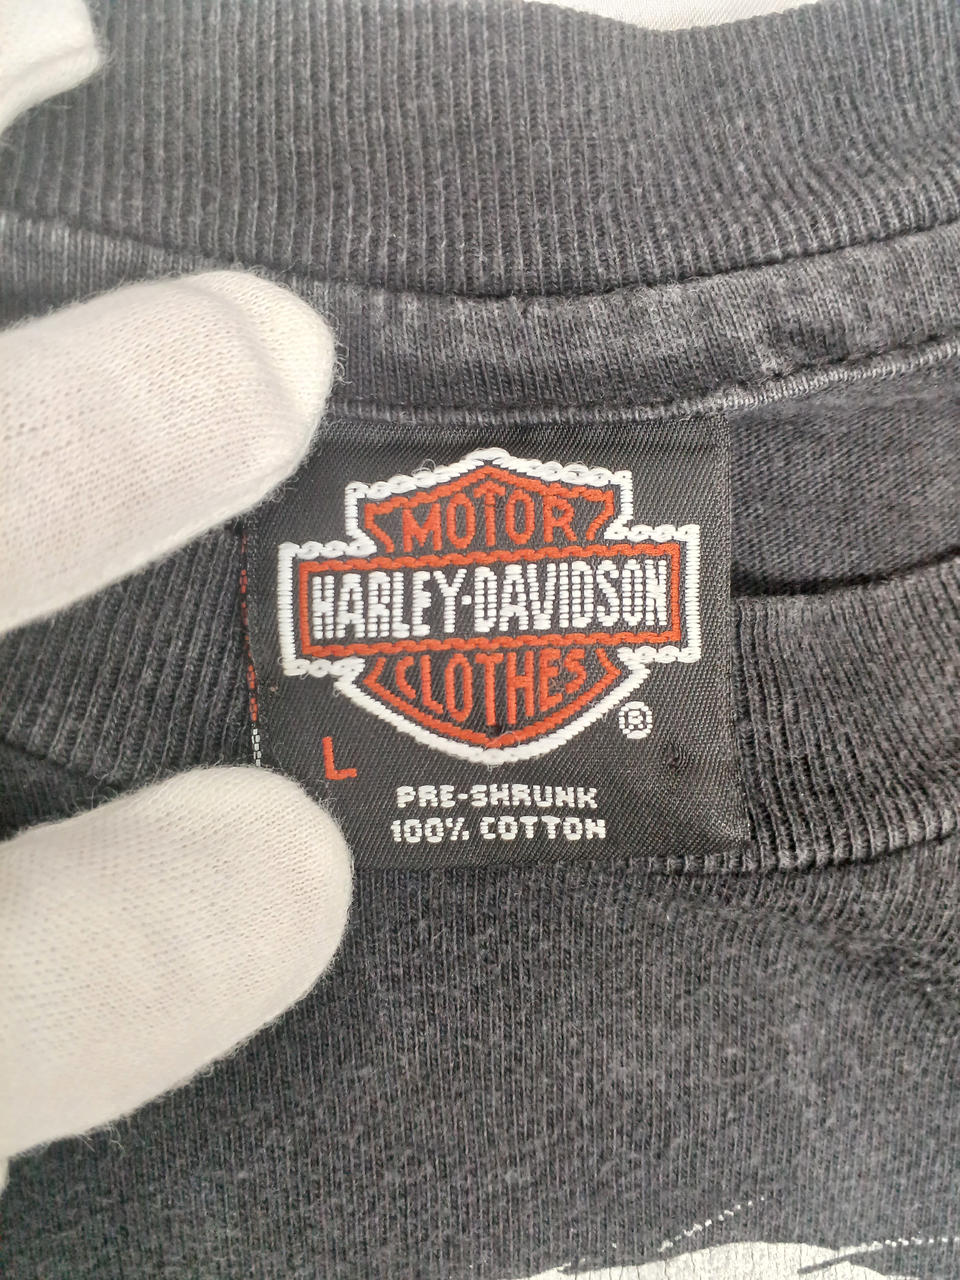 MOTOR
HARLEY-DAVIDSON
CLOTHES
®
L
PRE-SHRUNK
100% COTTON